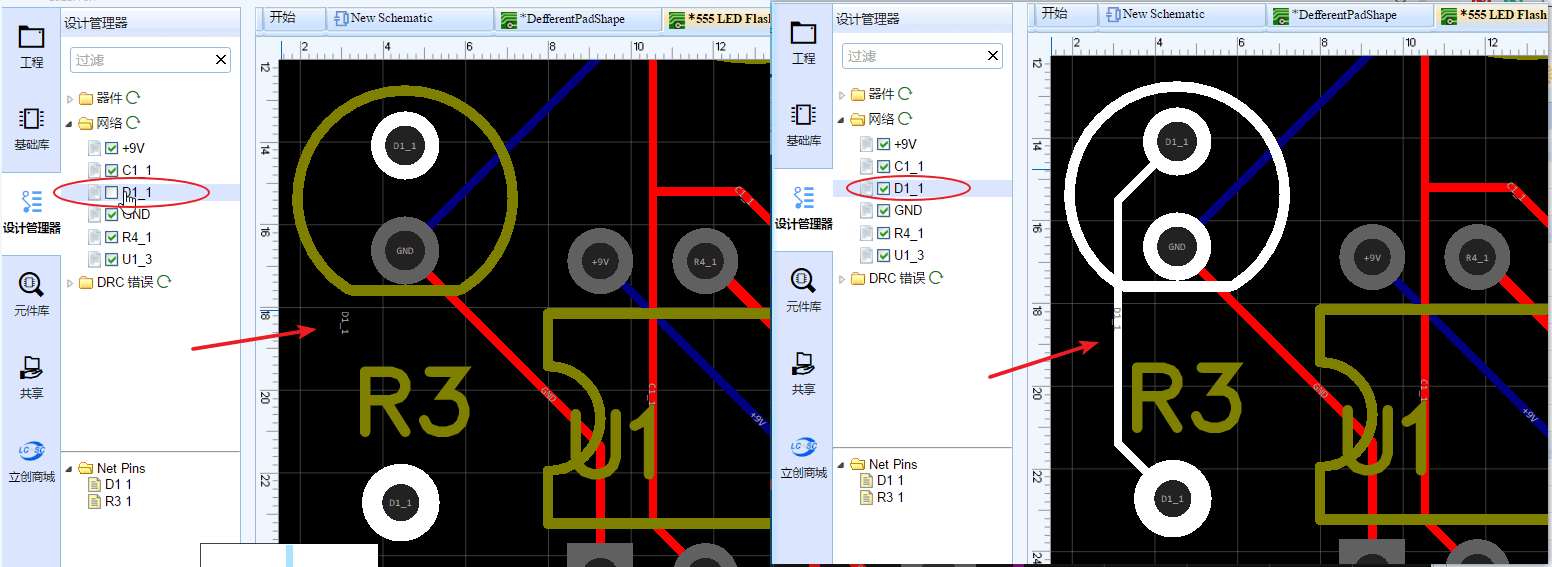 开始
New Schematic
*DefferentPadShape
*555 LED Flash
工程
基础库
设计管理器
元件库
共享
LCSC
立创商城
设计管理器
过滤
器件
网络
+9V
C1_1
D1_1
GND
R4_1
U1_3
DRC 错误
Net Pins
D1 1
R3 1
2 4 6 8 10 12
12
14
16
18
20
22
D1_1
GND
+9V
R4_1
C1_1
D1_1
R3
GND
C1_1
U1
+9V
D1_1
开始
New Schematic
*DefferentPadShape
*555 LED Flash
工程
基础库
设计管理器
元件库
共享
LCSC
立创商城
设计管理器
过滤
器件
网络
+9V
C1_1
D1_1
GND
R4_1
U1_3
DRC 错误
Net Pins
D1 1
R3 1
2 4 6 8 10 12
12
14
16
18
20
22
24
D1_1
GND
+9V
R4_1
C1_1
D1_1
R3
GND
C1_1
U1
+9V
D1_1